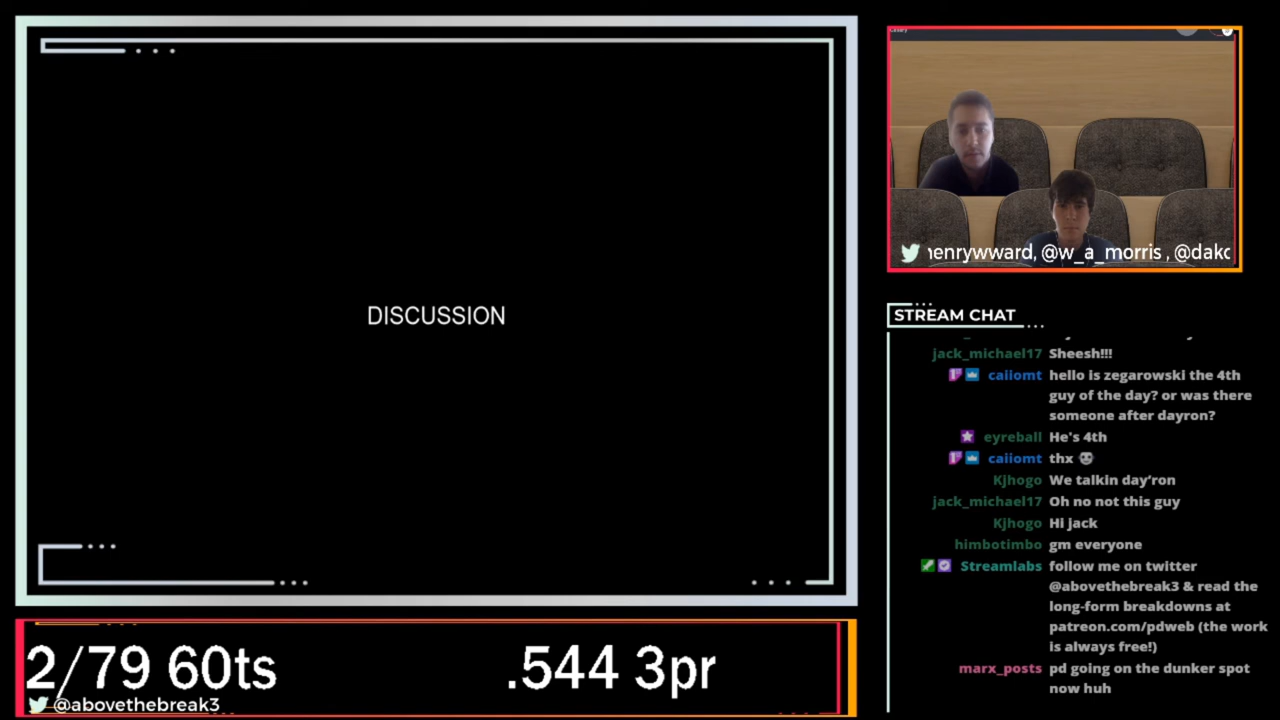 DISCUSSION
2/79 60ts
.544 3pr
@abovethebreak3
henrywward, @w_a_morris , @dakc
STREAM CHAT
jack_michael17 Sheesh!!!
caiiomt hello is zegarowski the 4th
guy of the day? or was there
someone after dayron?
eyreball He's 4th
caiiomt thx
Kjhogo We talkin day'ron
jack_michael17 Oh no not this guy
Kjhogo Hi jack
himbotimbo gm everyone
Streamlabs follow me on twitter
@abovethebreak3 & read the
long-form breakdowns at
patreon.com/pdweb (the work
is always free!)
marx_posts pd going on the dunker spot
now huh